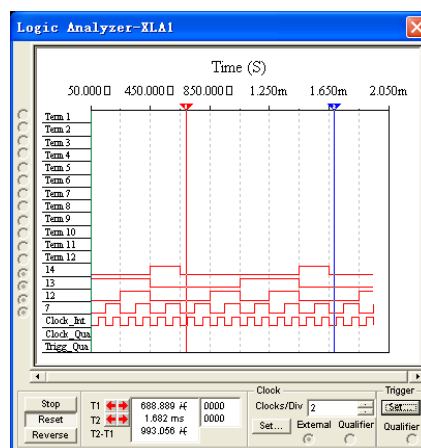 Logic Analyzer-XLA1
Time (S)
50.000 450.000 850.000 1.250m 1.650m 2.050m
Term 1
Term 2
Term 3
Term 4
Term 5
Term 6
Term 7
Term 8
Term 9
Term 10
Term 11
Term 12
14
13
12
7
Clock_Int
Clock_Qua
Trigg_Qua
Stop
Reset
Reverse
T1 688.889 0000
T2 1.682 ms 0000
T2-T1 993.056
Clock
Clocks/Div 2
Set... External Qualifier
Trigger
Set...
Qualifier